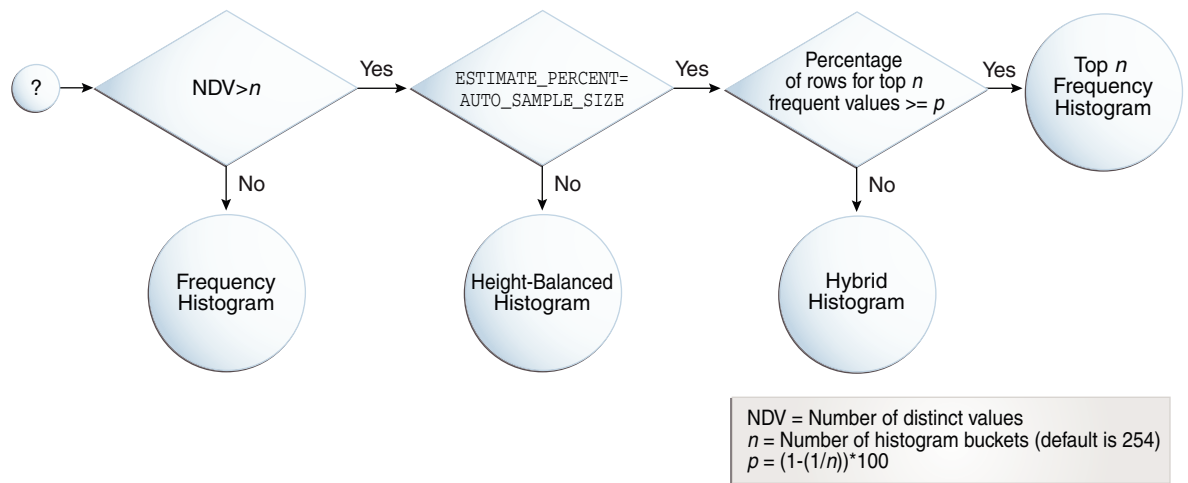 ?
NDV>n
Yes
ESTIMATE_PERCENT=
AUTO_SAMPLE_SIZE
Yes
Percentage
of rows for top n
frequent values >= p
Yes
Top n
Frequency
Histogram
No
No
No
Frequency
Histogram
Height-Balanced
Histogram
Hybrid
Histogram
NDV = Number of distinct values
n = Number of histogram buckets (default is 254)
p = (1-(1/n))*100